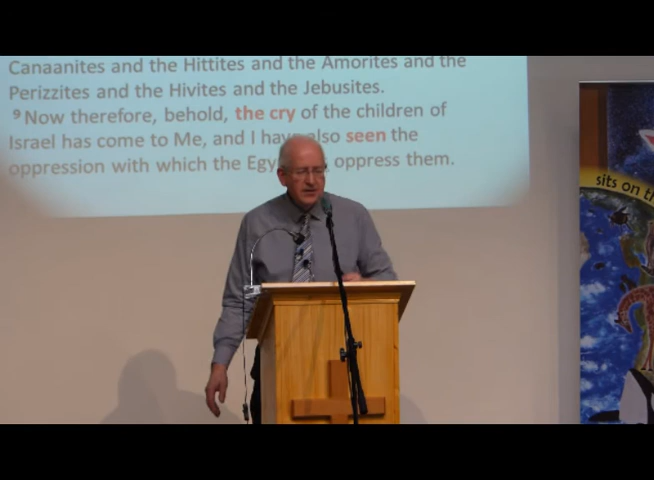 Canaanites and the Hittites and the Amorites and the
Perizzites and the Hivites and the Jebusites.
9 Now therefore, behold, the cry of the children of
Israel has come to Me, and I have also seen the
oppression with which the oppress them.
sits on